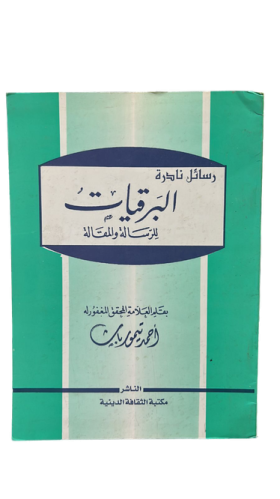 رسائل نادرة
البرقيات
للرسالة والمقالة
بقلم العلامة المحقق المغفور له
أحمد تيمور باشا
الناشر
مكتبة الثقافة الدينية